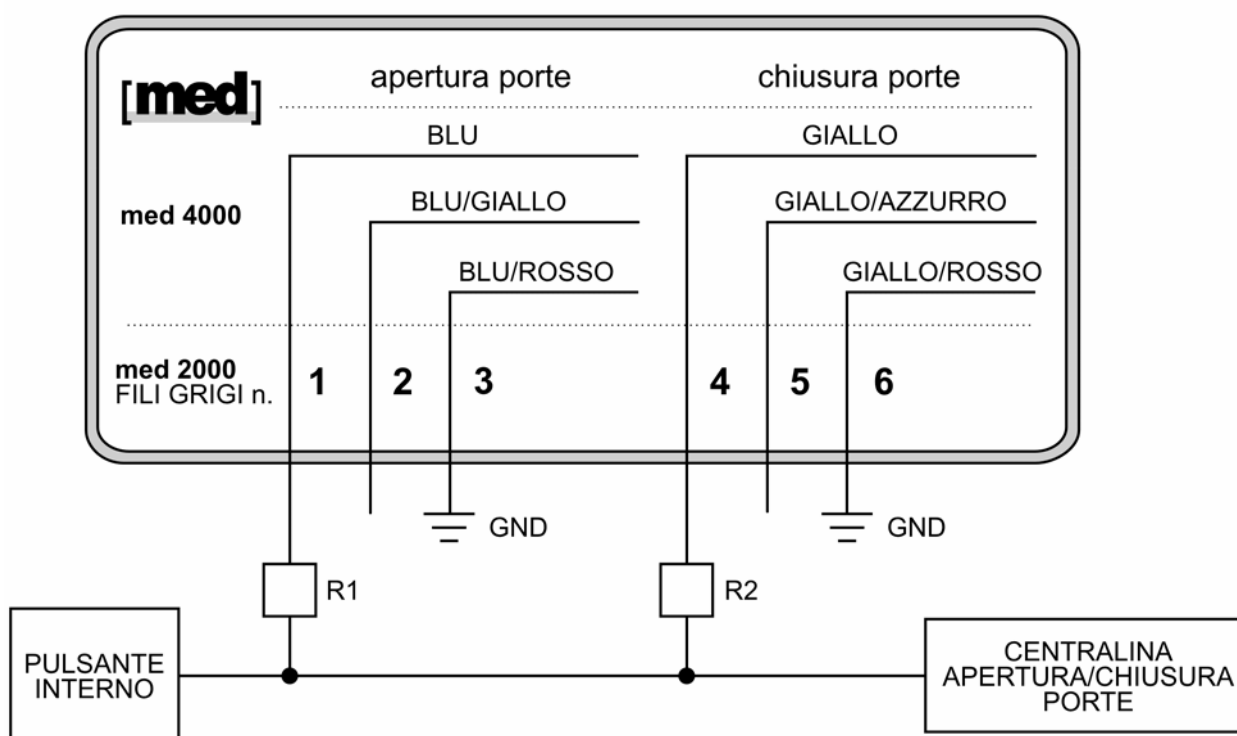 [med]
apertura porte
chiusura porte
BLU
GIALLO
med 4000
BLU/GIALLO
GIALLO/AZZURRO
BLU/ROSSO
GIALLO/ROSSO
med 2000
FILI GRIGI n.
1
2
3
4
5
6
GND
GND
R1
R2
PULSANTE
INTERNO
CENTRALINA
APERTURA/CHIUSURA
PORTE